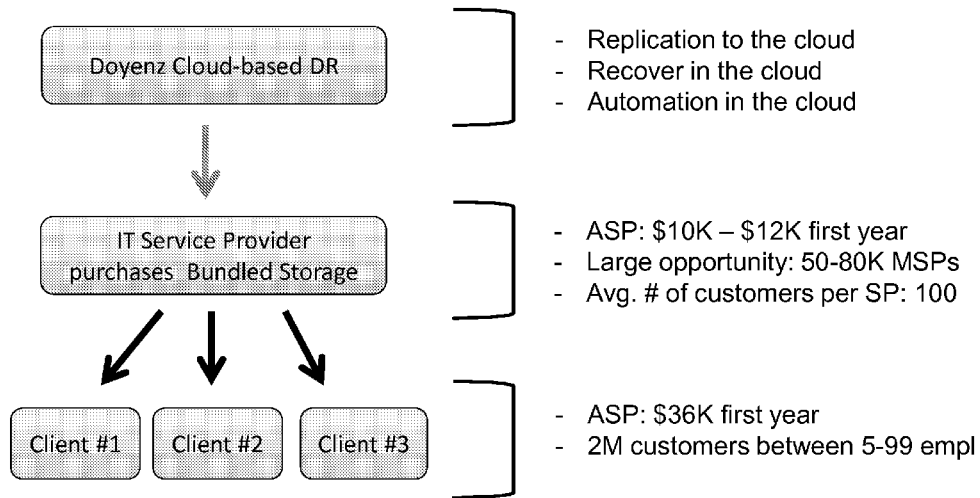 Doyenz Cloud-based DR
- Replication to the cloud
- Recover in the cloud
- Automation in the cloud
IT Service Provider
purchases Bundled Storage
- ASP: $10K – $12K first year
- Large opportunity: 50-80K MSPs
- Avg. # of customers per SP: 100
Client #1
Client #2
Client #3
- ASP: $36K first year
- 2M customers between 5-99 empl